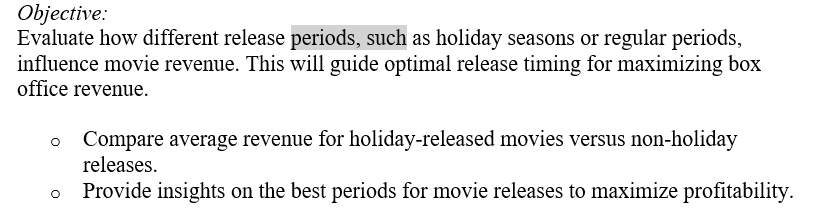 Objective:
Evaluate how different release periods, such as holiday seasons or regular periods,
influence movie revenue. This will guide optimal release timing for maximizing box
office revenue.
o Compare average revenue for holiday-released movies versus non-holiday
releases.
o Provide insights on the best periods for movie releases to maximize profitability.